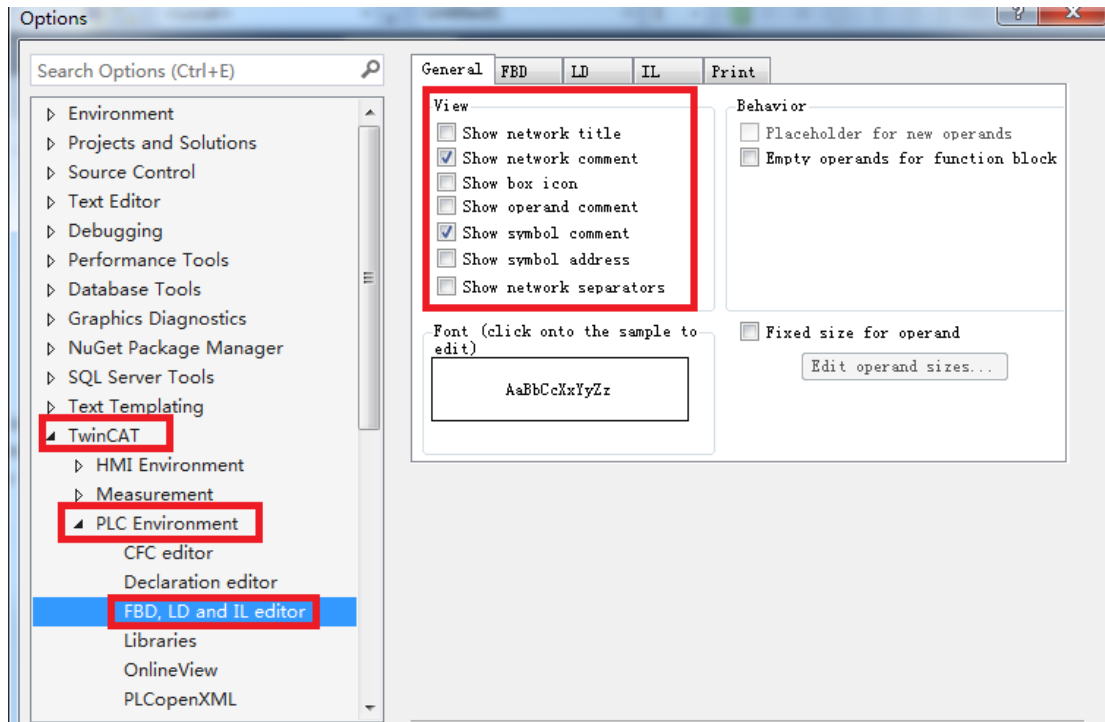 Options
Search Options (Ctrl+E)
Environment
Projects and Solutions
Source Control
Text Editor
Debugging
Performance Tools
Database Tools
Graphics Diagnostics
NuGet Package Manager
SQL Server Tools
Text Templating
TwinCAT
HMI Environment
Measurement
PLC Environment
CFC editor
Declaration editor
FBD, LD and IL editor
Libraries
OnlineView
PLCopenXML
General FBD LD IL Print
View
Show network title
Show network comment
Show box icon
Show operand comment
Show symbol comment
Show symbol address
Show network separators
Behavior
Placeholder for new operands
Empty operands for function block
Font (click onto the sample to
edit)
AaBbCcXxYyZz
Fixed size for operand
Edit operand sizes...